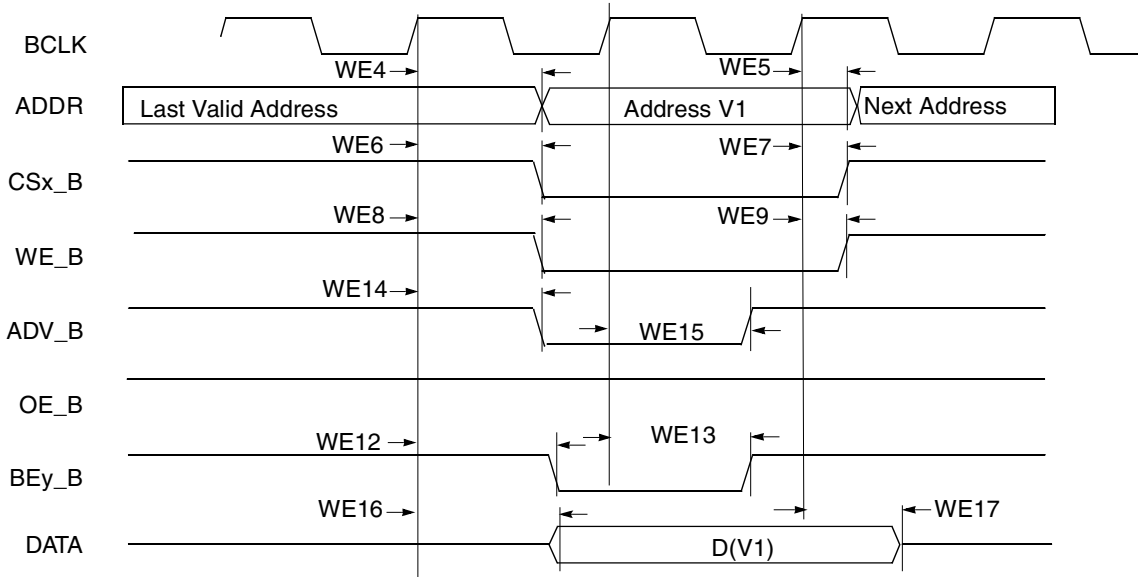 BCLK
WE4 WE5
ADDR Last Valid Address Address V1 Next Address
WE6 WE7
CSx_B
WE8 WE9
WE_B
WE14
ADV_B WE15
OE_B
WE12 WE13
BEy_B
WE16 WE17
DATA D(V1)